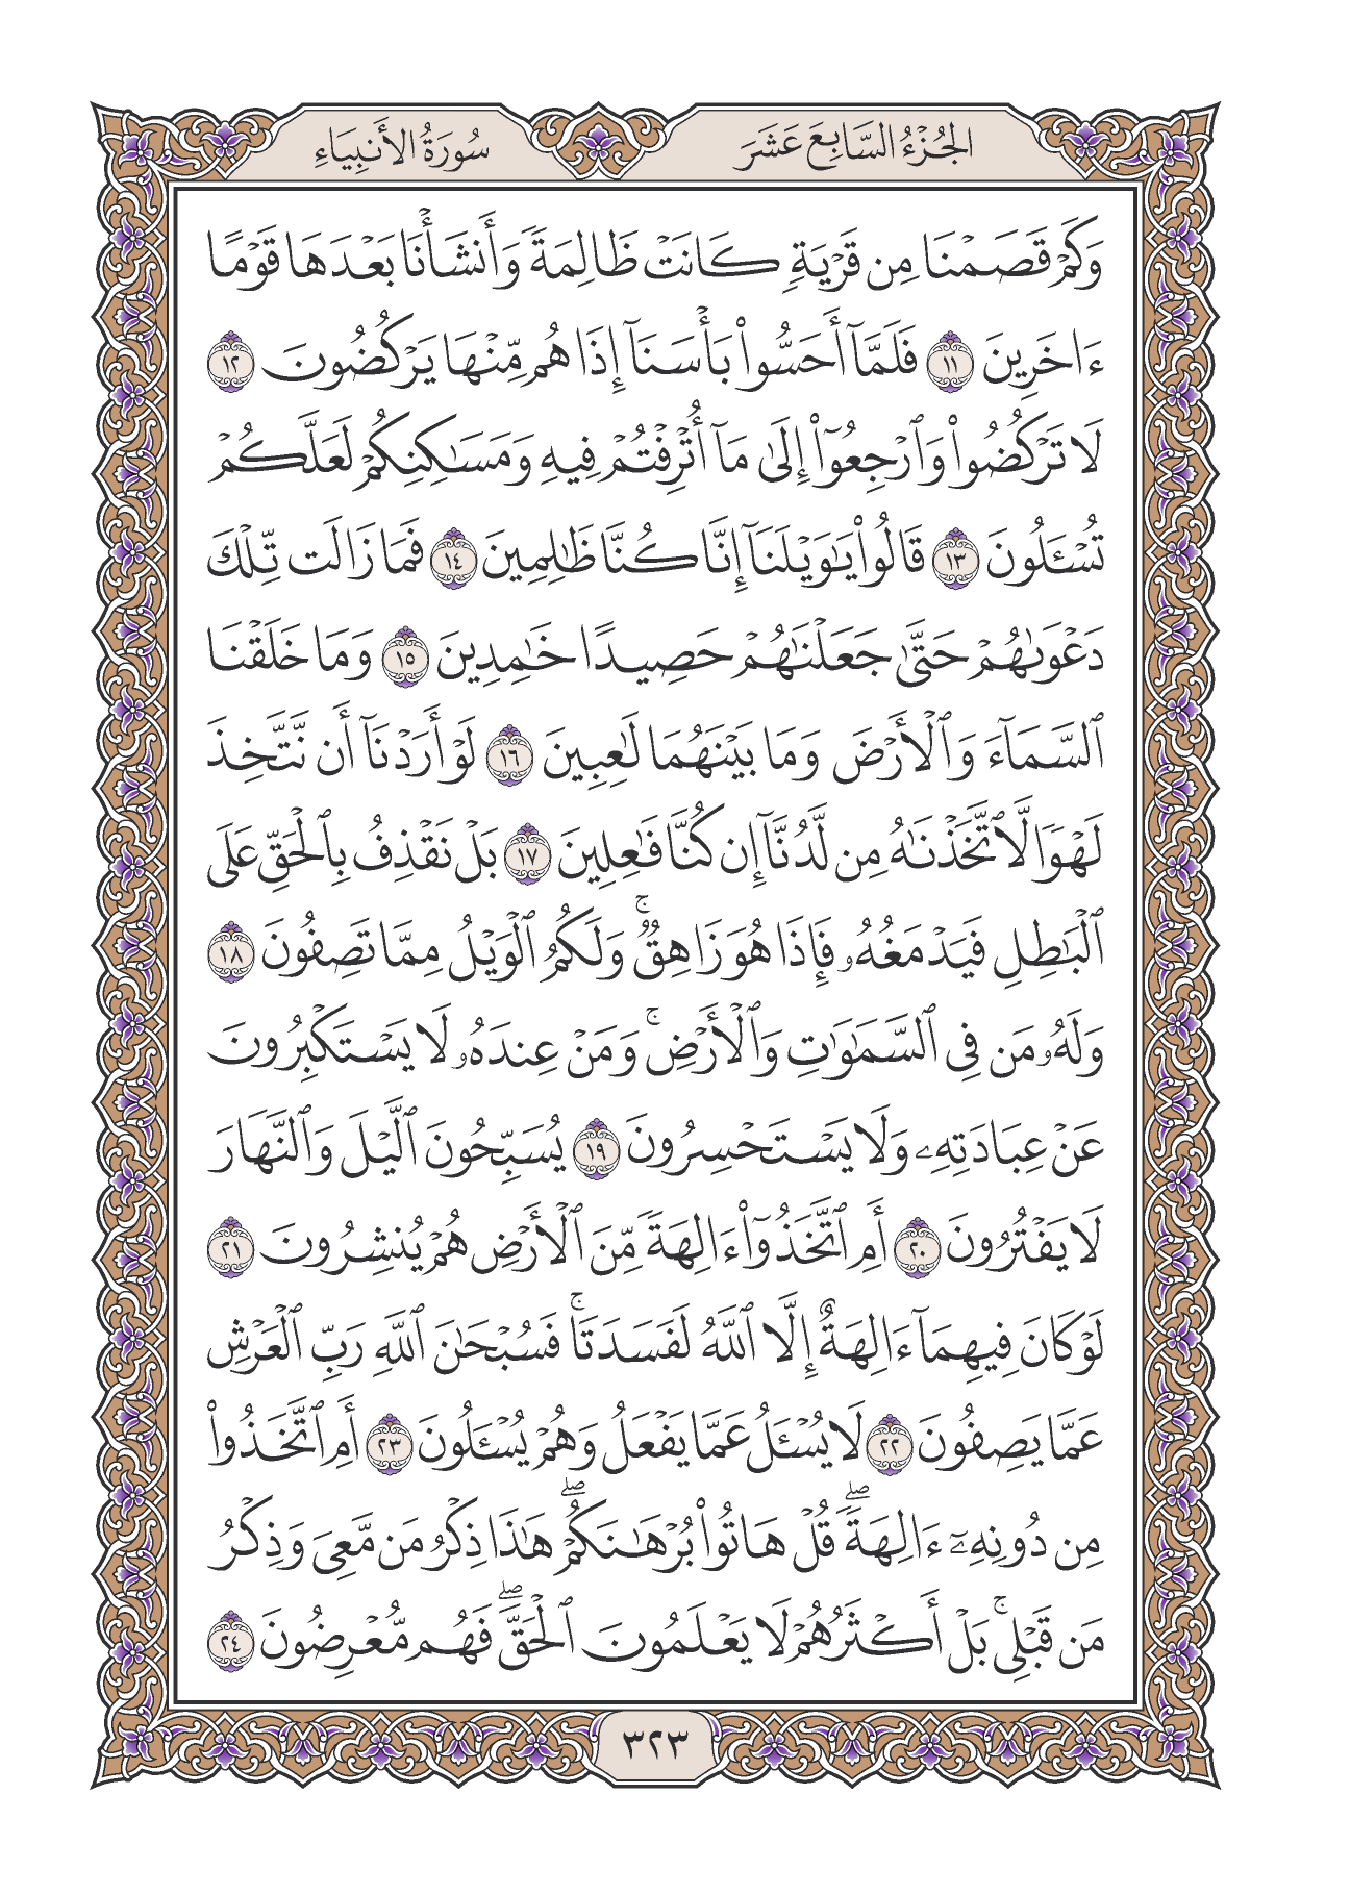 الجُزْءُ السَّابِعَ عَشَرَ
سُورَةُ الأَنبِيَاءِ
وَكَمْ قَصَمْنَا مِن قَرْيَةٍ كَانَتْ ظَالِمَةً وَأَنشَأْنَا بَعْدَهَا قَوْمًا
ءَاخَرِينَ ١١ فَلَمَّآ أَحَسُّوا۟ بَأْسَنَآ إِذَا هُم مِّنْهَا يَرْكُضُونَ ١٢
لَا تَرْكُضُوا۟ وَٱرْجِعُوٓا۟ إِلَىٰ مَآ أُتْرِفْتُمْ فِيهِ وَمَسَـٰكِنِكُمْ لَعَلَّكُمْ
تُسْـَٔلُونَ ١٣ قَالُوا۟ يَـٰوَيْلَنَآ إِنَّا كُنَّا ظَـٰلِمِينَ ١٤ فَمَا زَالَت تِّلْكَ
دَعْوَىٰهُمْ حَتَّىٰ جَعَلْنَـٰهُمْ حَصِيدًا خَـٰمِدِينَ ١٥ وَمَا خَلَقْنَا
ٱلسَّمَآءَ وَٱلْأَرْضَ وَمَا بَيْنَهُمَا لَـٰعِبِينَ ١٦ لَوْ أَرَدْنَآ أَن نَّتَّخِذَ
لَهْوًا لَّٱتَّخَذْنَـٰهُ مِن لَّدُنَّآ إِن كُنَّا فَـٰعِلِينَ ١٧ بَلْ نَقْذِفُ بِٱلْحَقِّ عَلَى
ٱلْبَـٰطِلِ فَيَدْمَغُهُۥ فَإِذَا هُوَ زَاهِقٌ ۚ وَلَكُمُ ٱلْوَيْلُ مِمَّا تَصِفُونَ ١٨
وَلَهُۥ مَن فِى ٱلسَّمَـٰوَٰتِ وَٱلْأَرْضِ ۚ وَمَنْ عِندَهُۥ لَا يَسْتَكْبِرُونَ
عَنْ عِبَادَتِهِۦ وَلَا يَسْتَحْسِرُونَ ١٩ يُسَبِّحُونَ ٱلَّيْلَ وَٱلنَّهَارَ
لَا يَفْتُرُونَ ٢٠ أَمِ ٱتَّخَذُوٓا۟ ءَالِهَةً مِّنَ ٱلْأَرْضِ هُمْ يُنشِرُونَ ٢١
لَوْ كَانَ فِيهِمَآ ءَالِهَةٌ إِلَّا ٱللَّهُ لَفَسَدَتَا ۚ فَسُبْحَـٰنَ ٱللَّهِ رَبِّ ٱلْعَرْشِ
عَمَّا يَصِفُونَ ٢٢ لَا يُسْـَٔلُ عَمَّا يَفْعَلُ وَهُمْ يُسْـَٔلُونَ ٢٣ أَمِ ٱتَّخَذُوا۟
مِن دُونِهِۦٓ ءَالِهَةً ۖ قُلْ هَاتُوا۟ بُرْهَـٰنَكُمْ ۖ هَـٰذَا ذِكْرُ مَن مَّعِىَ وَذِكْرُ
مَن قَبْلِى ۚ بَلْ أَكْثَرُهُمْ لَا يَعْلَمُونَ ٱلْحَقَّ ۖ فَهُم مُّعْرِضُونَ ٢٤
٣٢٣